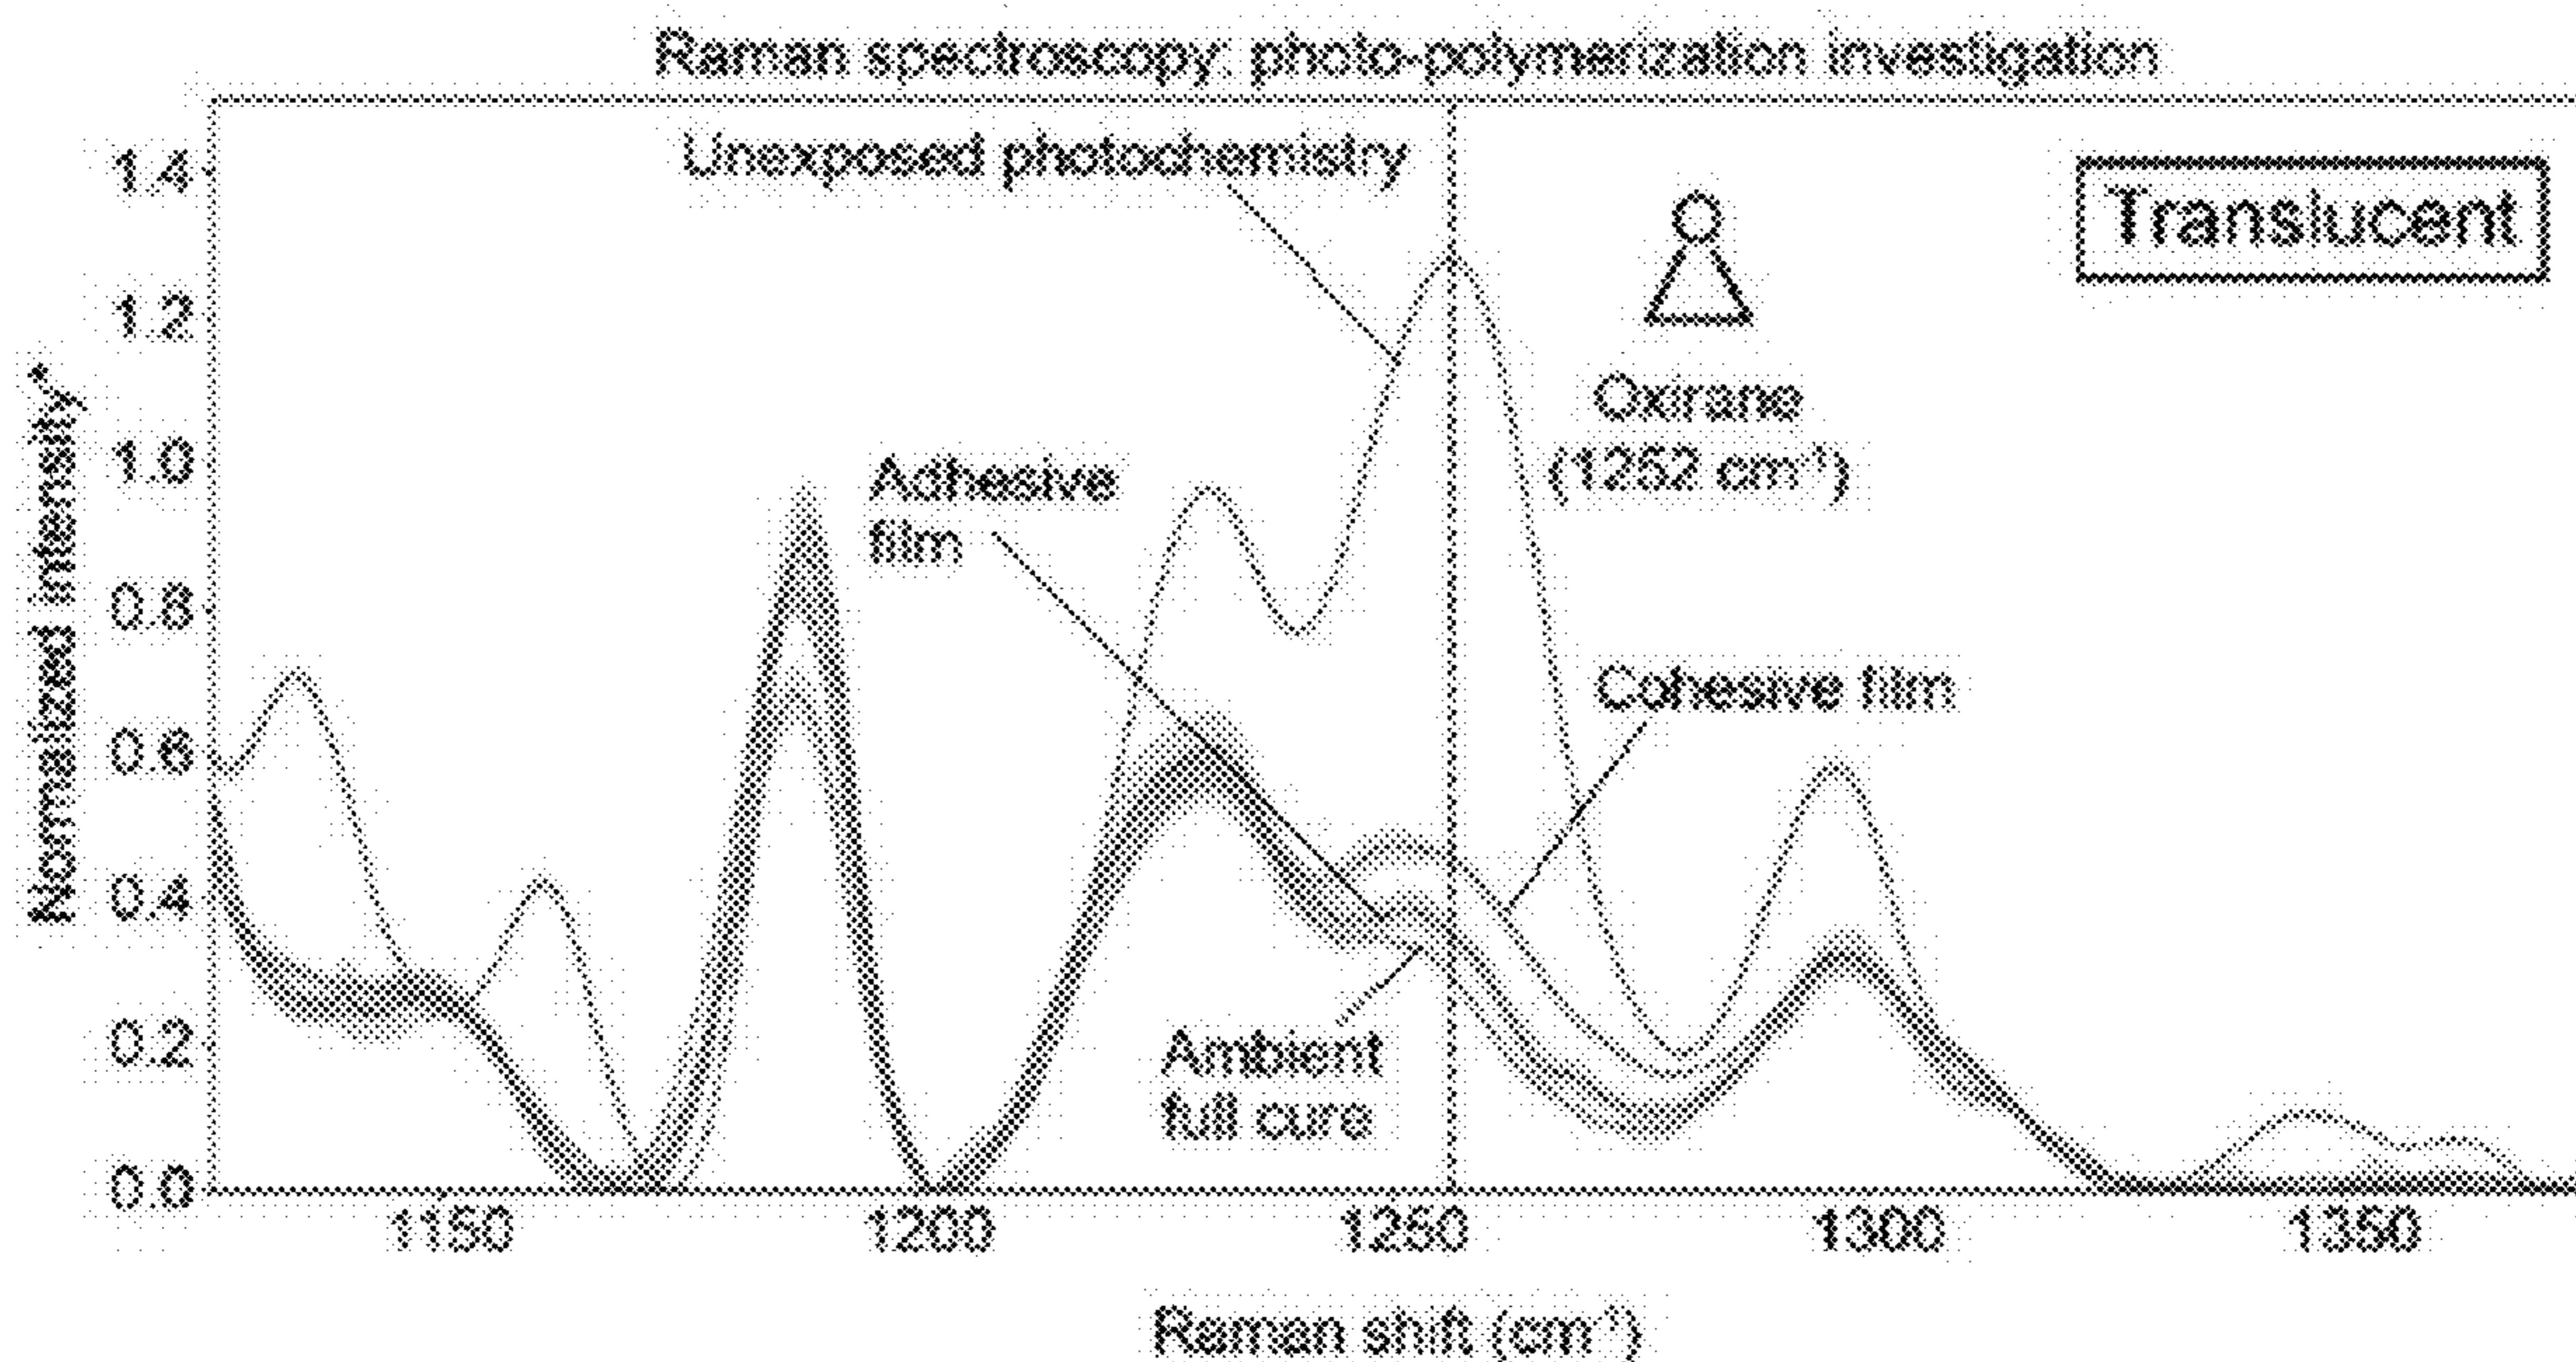 Raman spectroscopy: photo-polymerization investigation
Unexposed photochemistry
Translucent
O
Oxirane
(1252 cm⁻¹)
Adhesive
film
Cohesive film
Ambient
full cure
Normalized intensity*
1.4
1.2
1.0
0.8
0.6
0.4
0.2
0.0
1150
1200
1250
1300
1350
Raman shift (cm⁻¹)